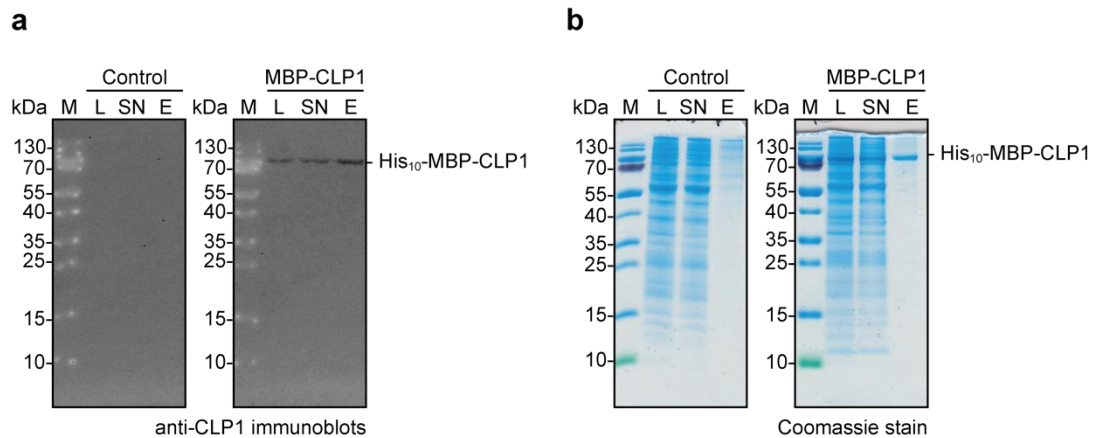 a
Control
MBP-CLP1
kDa M L SN E
kDa M L SN E
130
70
55
40
35
25
15
10
130
70
55
40
35
25
15
10
His₁₀-MBP-CLP1
anti-CLP1 immunoblots
b
Control
MBP-CLP1
kDa M L SN E
kDa M L SN E
130
70
55
40
35
25
15
10
130
70
55
40
35
25
15
10
His₁₀-MBP-CLP1
Coomassie stain